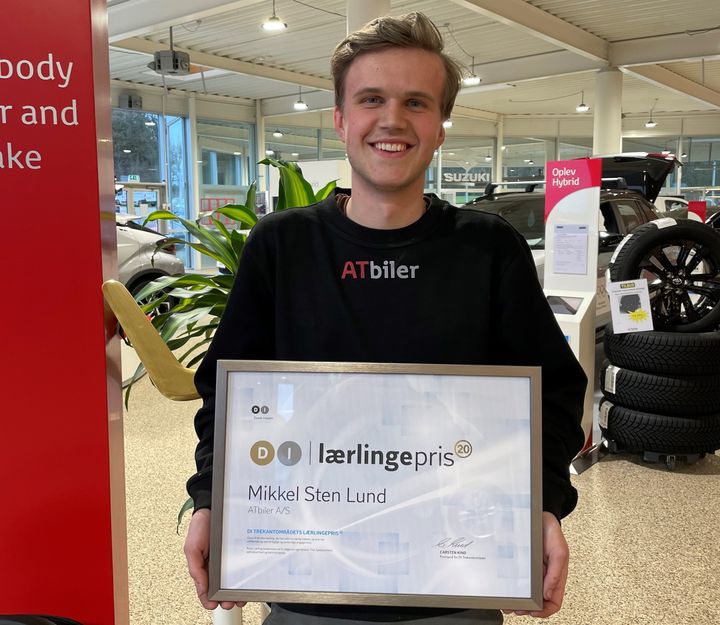 body
r and
ake
SUZUKI
Oplev
Hybrid
TILBUD
ATbiler
DI
DI lærlingepris 20
Mikkel Sten Lund
ATbiler A/S
DI TREKANTOMRÅDETS LÆRLINGEPRIS
CARSTEN KIND